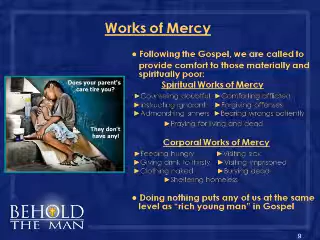 Works of Mercy
● Following the Gospel, we are called to
provide comfort to those materially and
spiritually poor:
Spiritual Works of Mercy
►Counseling doubtful ►Comforting afflicted
►Instructing ignorant ►Forgiving offenses
►Admonishing sinners ►Bearing wrongs patiently
►Praying for living and dead
Corporal Works of Mercy
►Feeding hungry ►Visiting sick
►Giving drink to thirsty ►Visiting imprisoned
►Clothing naked ►Burying dead
►Sheltering homeless
● Doing nothing puts any of us at the same
level as "rich young man" in Gospel
Does your parent's
care tire you?
They don't
have any!
BEHOLD
THE MAN
9